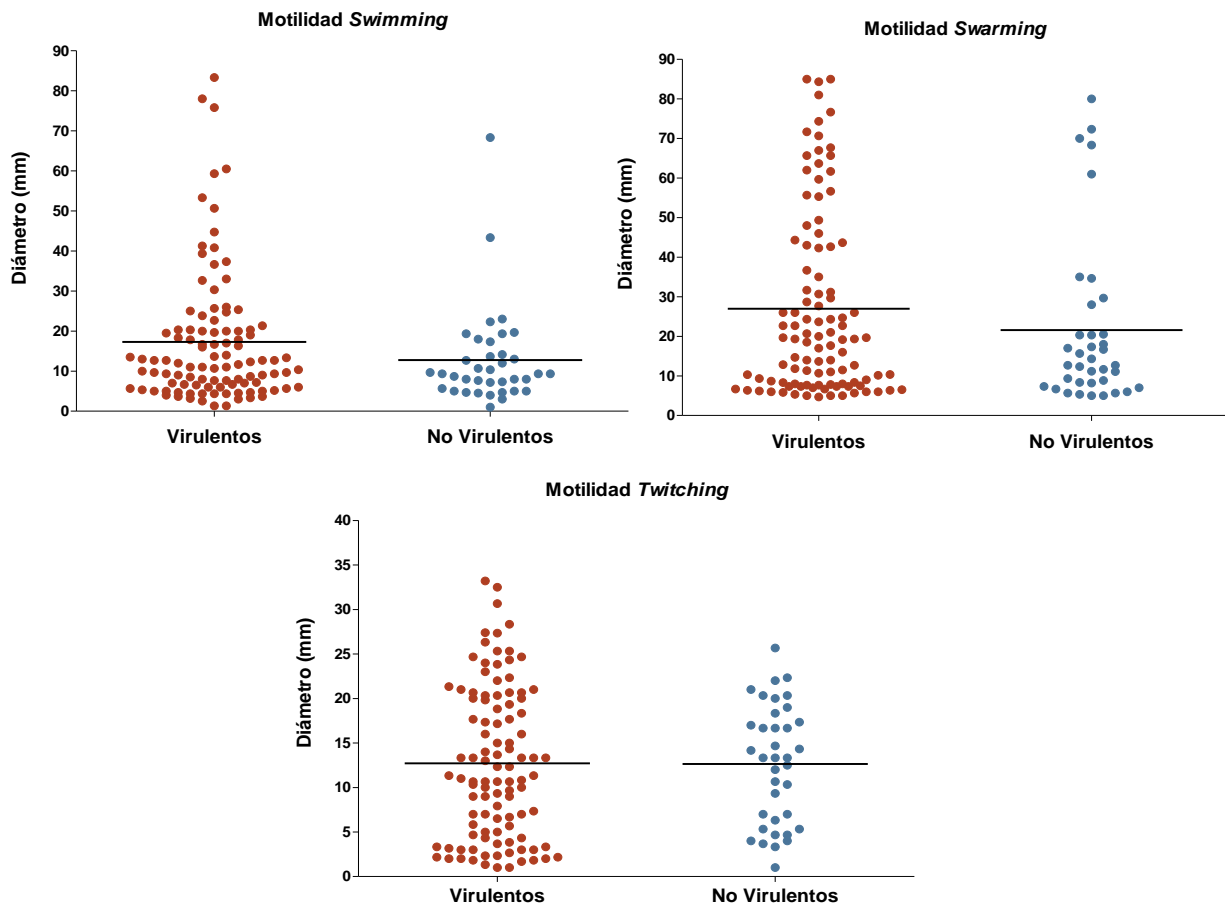 Motilidad Swimming
Diámetro (mm)
90
80
70
60
50
40
30
20
10
0
Virulentos
No Virulentos
Motilidad Swarming
Diámetro (mm)
90
80
70
60
50
40
30
20
10
0
Virulentos
No Virulentos
Motilidad Twitching
Diámetro (mm)
40
35
30
25
20
15
10
5
0
Virulentos
No Virulentos